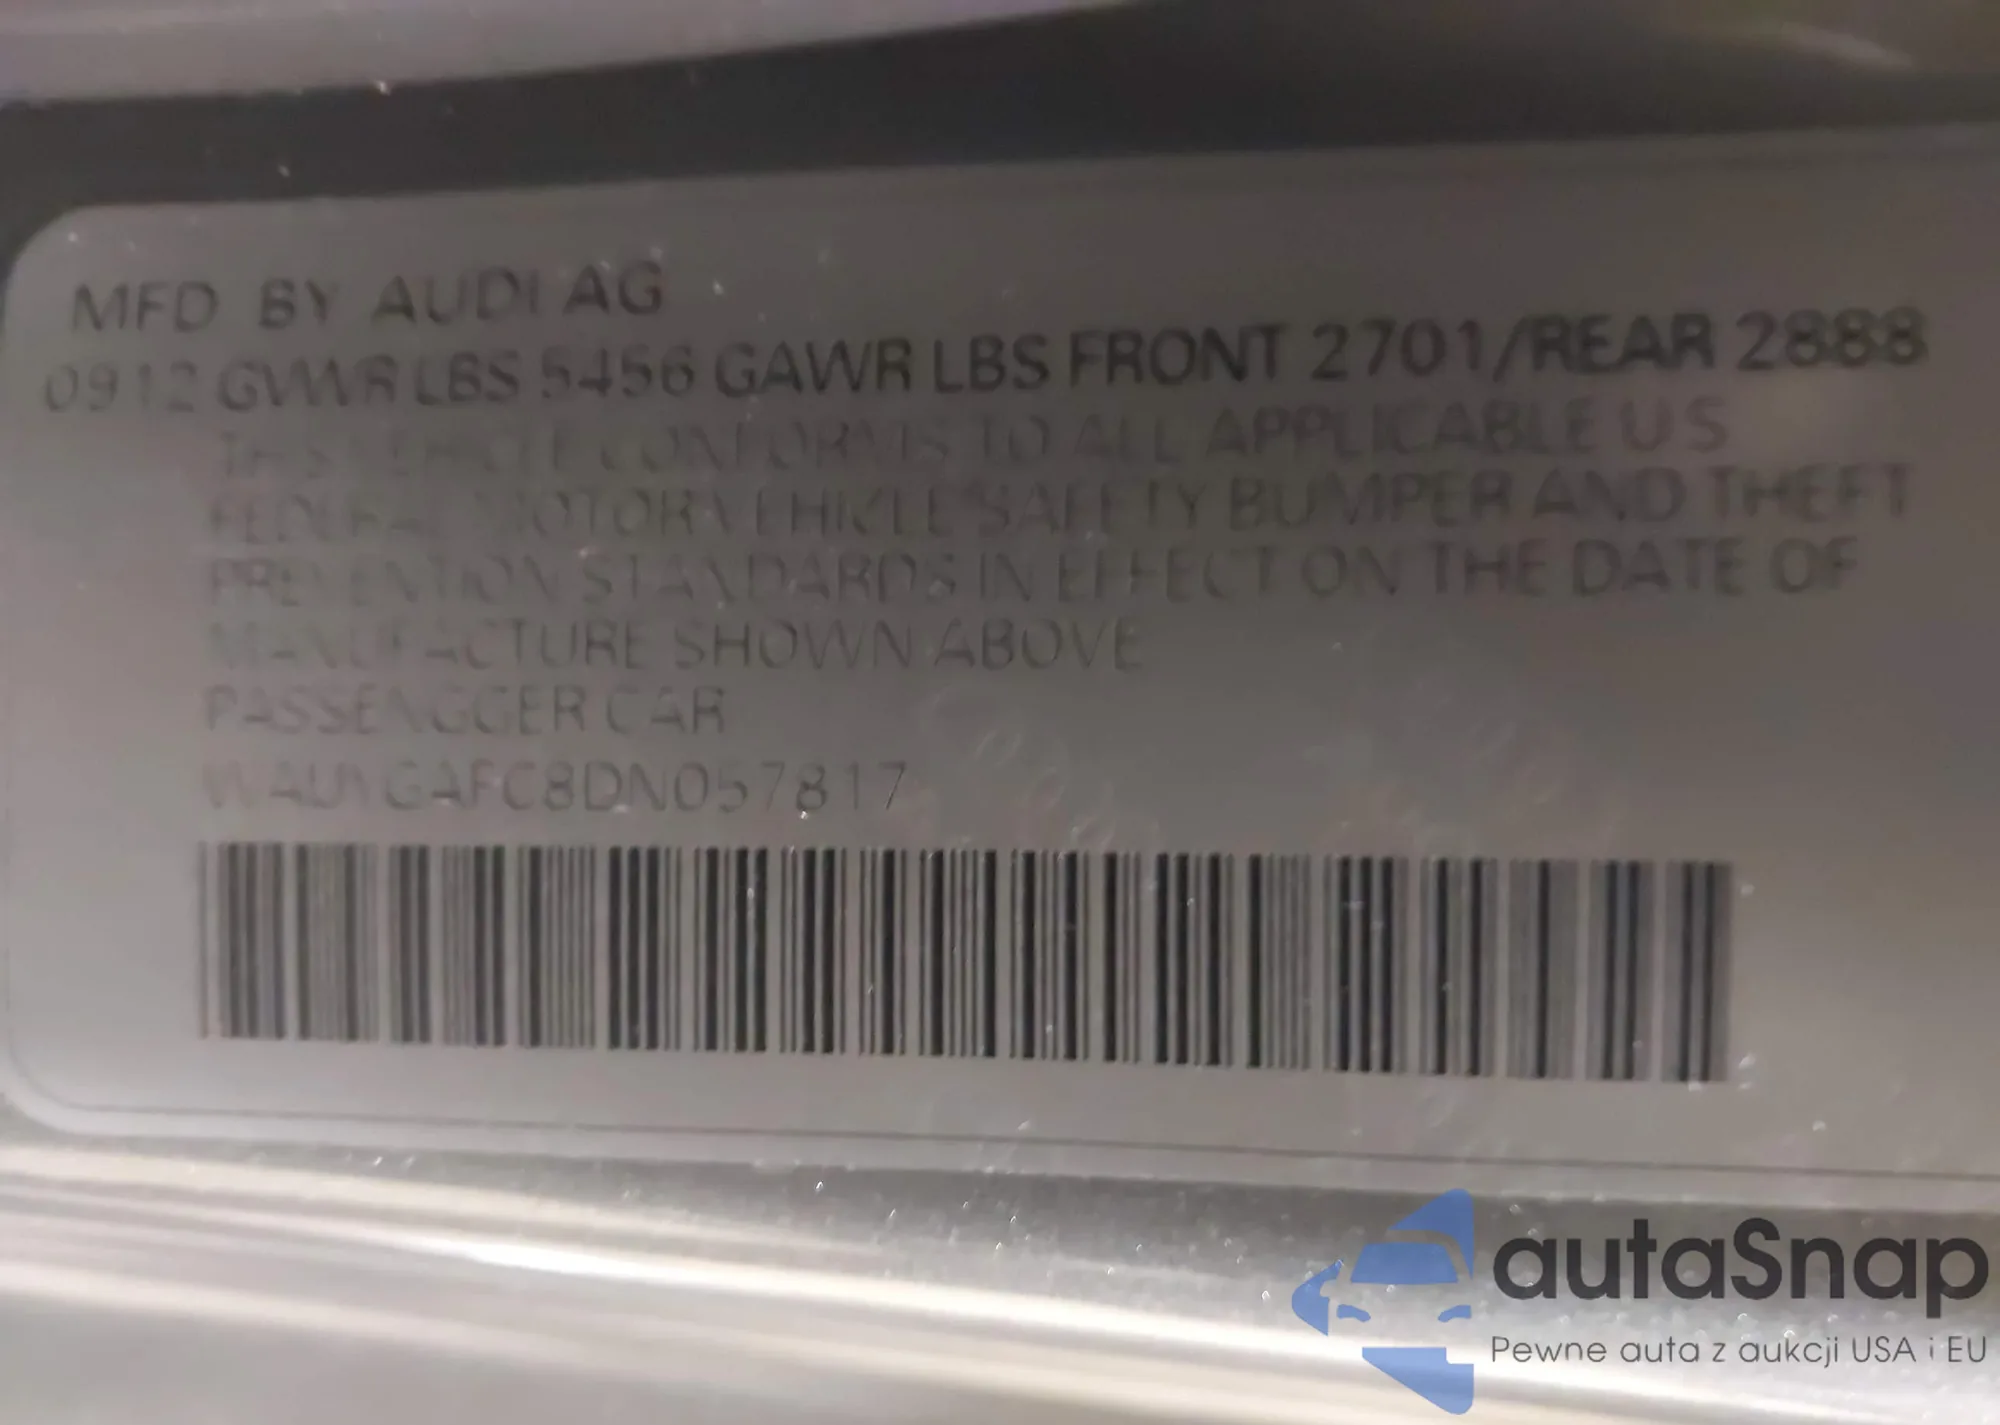 MFD BY AUDI AG
0912 GVWR LBS 5456 GAWR LBS FRONT 2701/REAR 2888
THIS VEHICLE CONFORMS TO ALL APPLICABLE U S
FEDERAL MOTOR VEHICLE SAFETY BUMPER AND THEFT
PREVENTION STANDARDS IN EFFECT ON THE DATE OF
MANUFACTURE SHOWN ABOVE
PASSENGGER CAR
WAUYGAFC8DN057817
autaSnap
Pewne auta z aukcji USA i EU